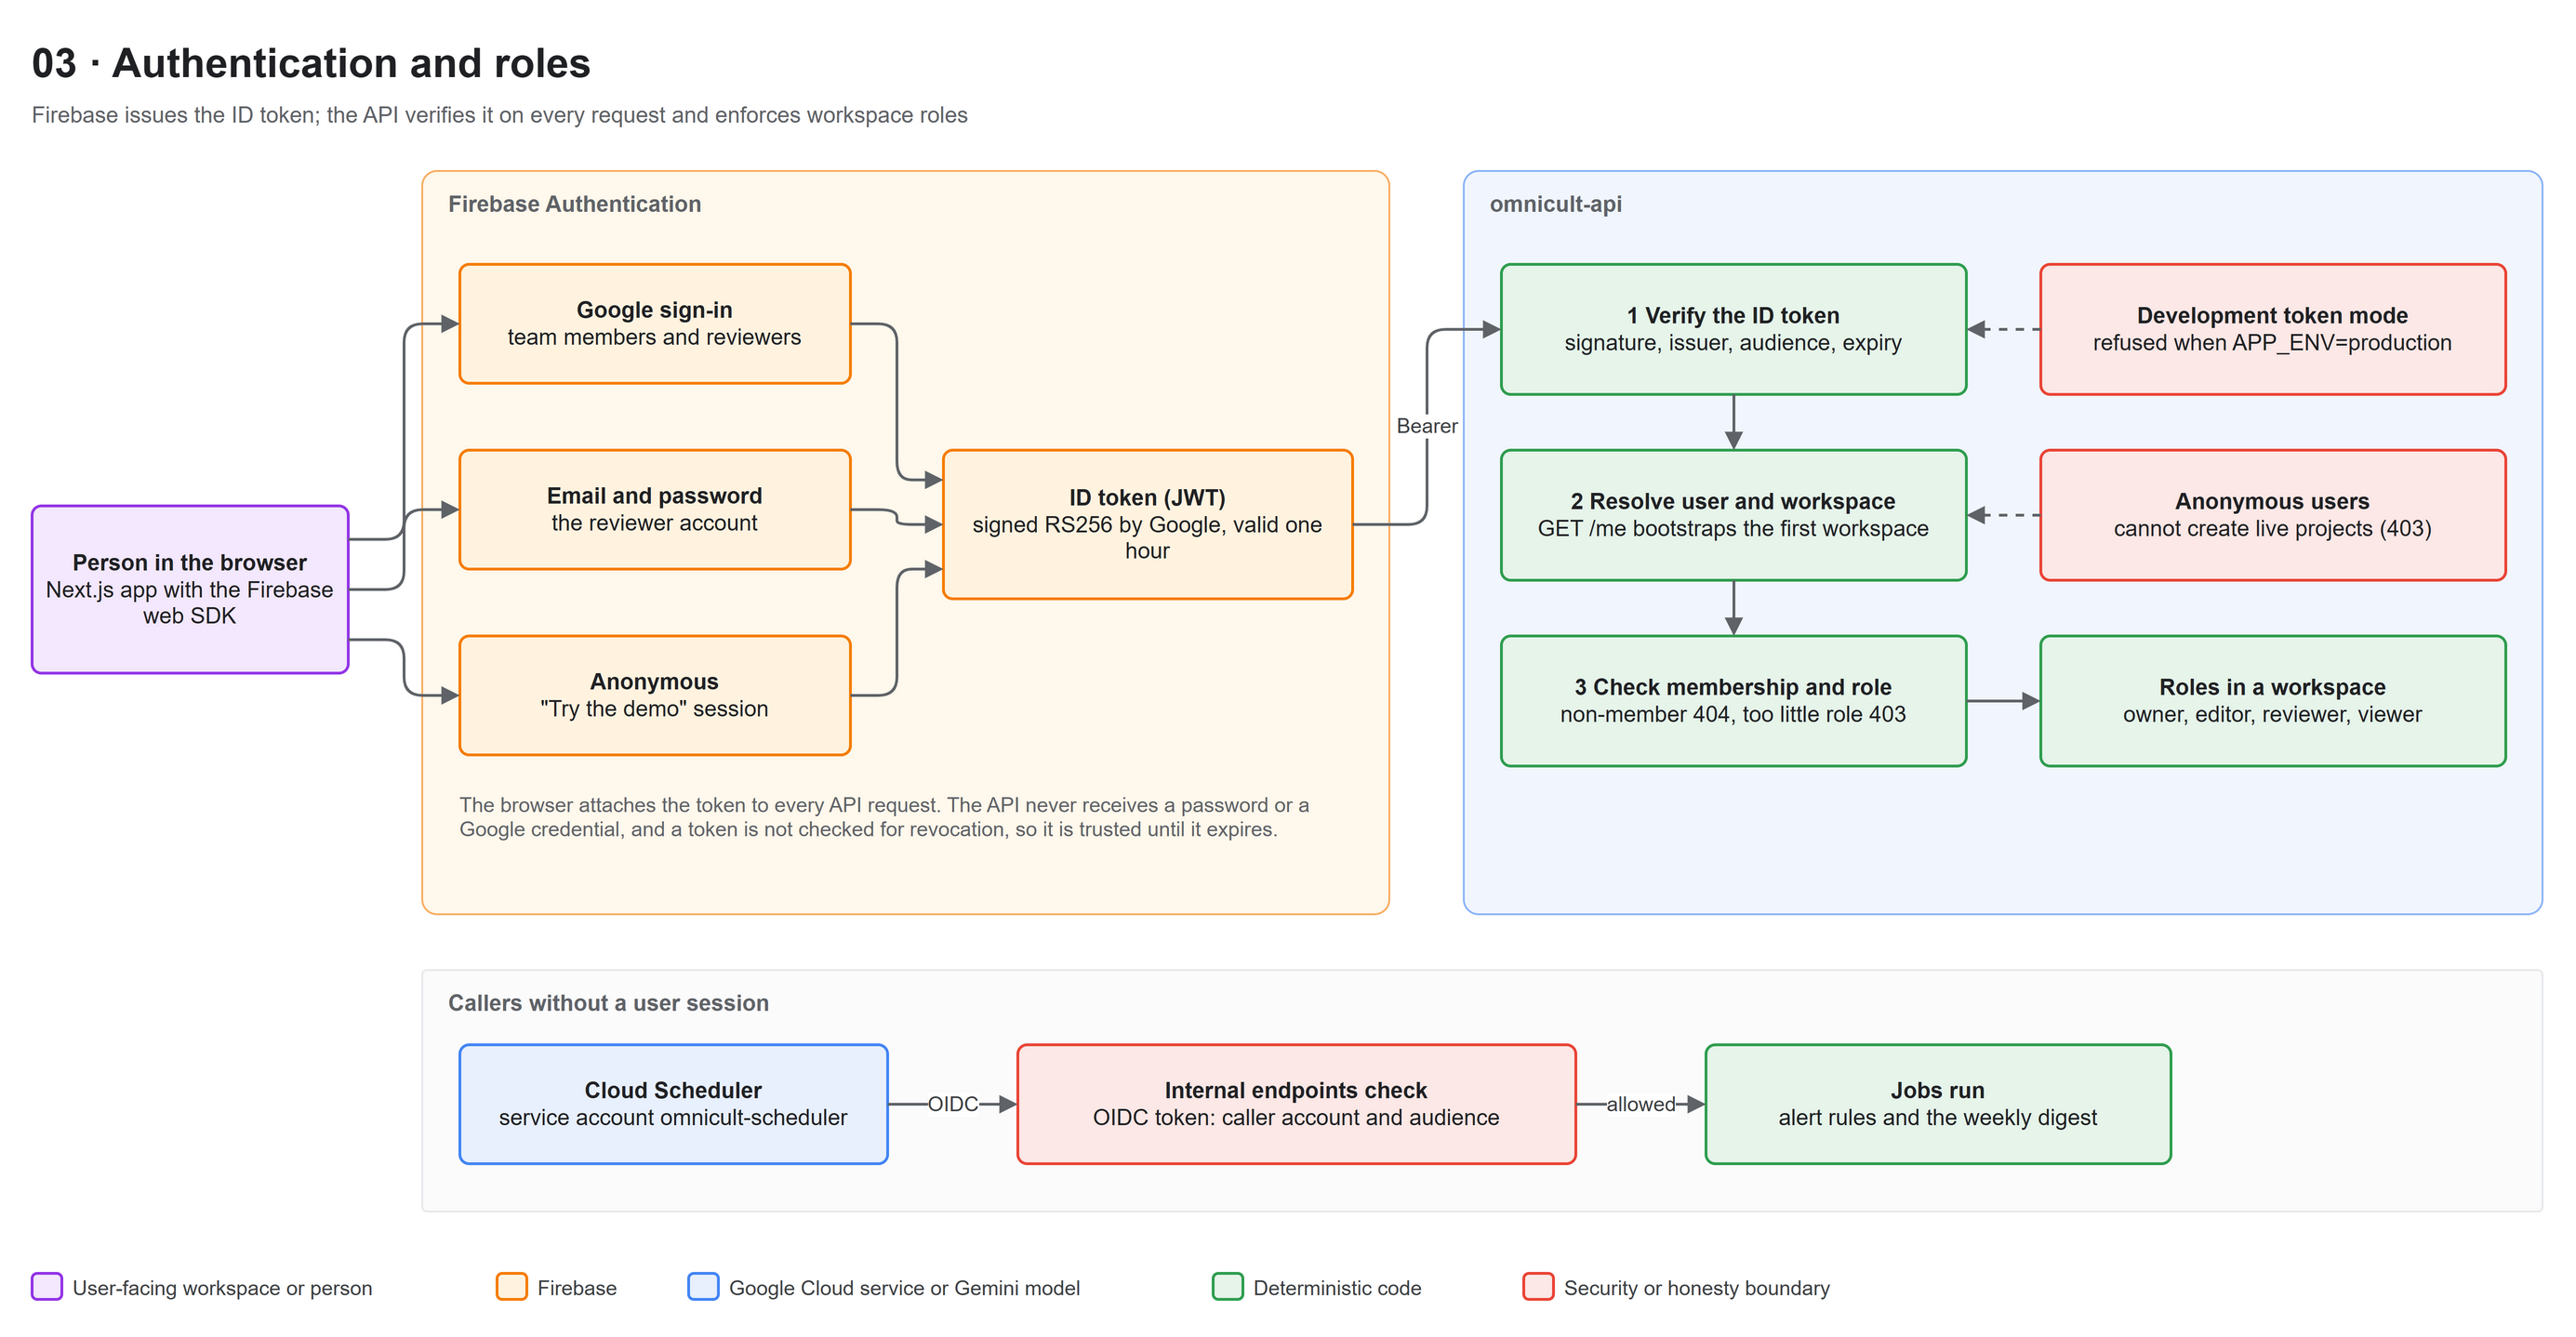 03 · Authentication and roles
Firebase issues the ID token; the API verifies it on every request and enforces workspace roles
Person in the browser
Next.js app with the Firebase
web SDK
Firebase Authentication
Google sign-in
team members and reviewers
Email and password
the reviewer account
Anonymous
"Try the demo" session
ID token (JWT)
signed RS256 by Google, valid one
hour
The browser attaches the token to every API request. The API never receives a password or a
Google credential, and a token is not checked for revocation, so it is trusted until it expires.
Bearer
omnicult-api
1 Verify the ID token
signature, issuer, audience, expiry
Development token mode
refused when APP_ENV=production
2 Resolve user and workspace
GET /me bootstraps the first workspace
Anonymous users
cannot create live projects (403)
3 Check membership and role
non-member 404, too little role 403
Roles in a workspace
owner, editor, reviewer, viewer
Callers without a user session
Cloud Scheduler
service account omnicult-scheduler
OIDC
Internal endpoints check
OIDC token: caller account and audience
allowed
Jobs run
alert rules and the weekly digest
User-facing workspace or person
Firebase
Google Cloud service or Gemini model
Deterministic code
Security or honesty boundary